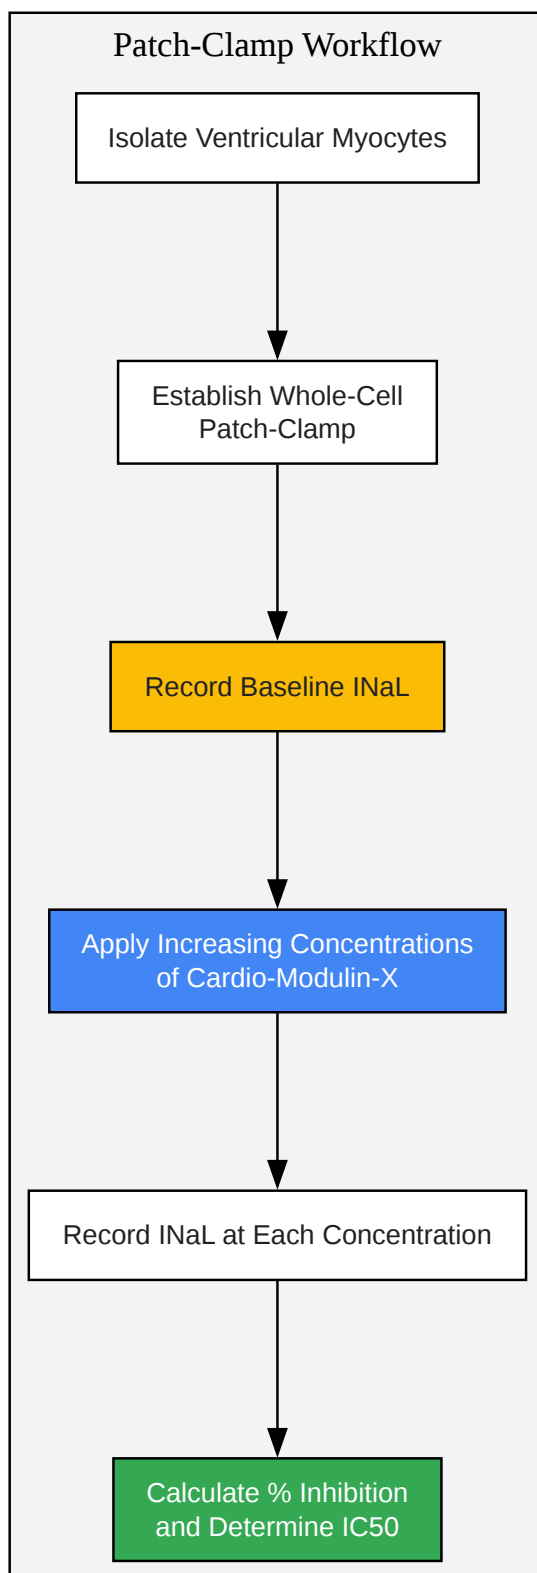 Patch-Clamp Workflow
Isolate Ventricular Myocytes
Establish Whole-Cell
Patch-Clamp
Record Baseline INaL
Apply Increasing Concentrations
of Cardio-Modulin-X
Record INaL at Each Concentration
Calculate % Inhibition
and Determine IC50